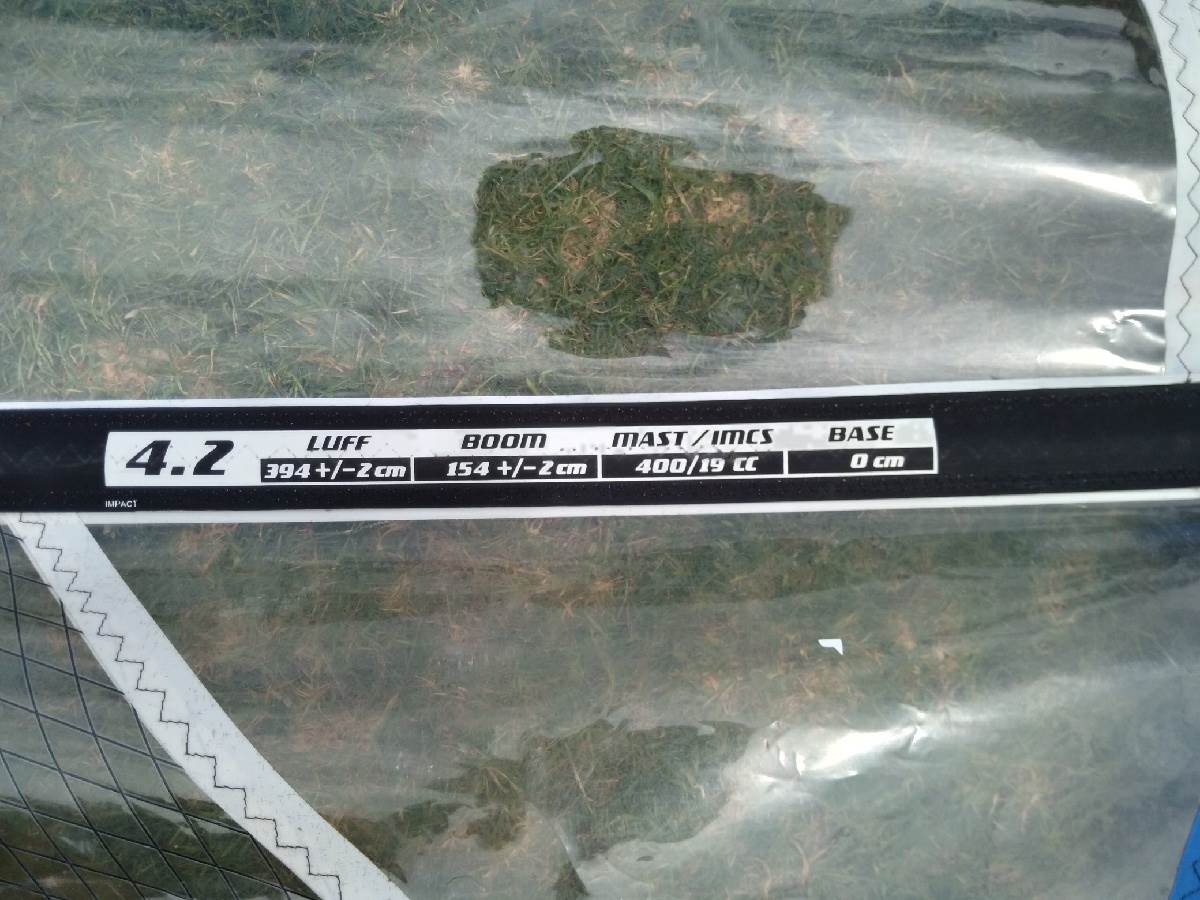 4.2 LUFF BOOM MAST/IMCS BASE
394 +/-2 cm 154 +/-2 cm 400/19 CC 0 cm
IMPACT